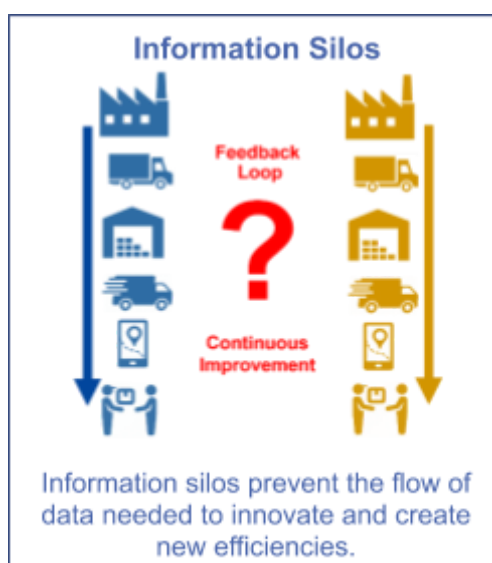 Information Silos
Feedback
Loop
?
Continuous
Improvement
Information silos prevent the flow of
data needed to innovate and create
new efficiencies.